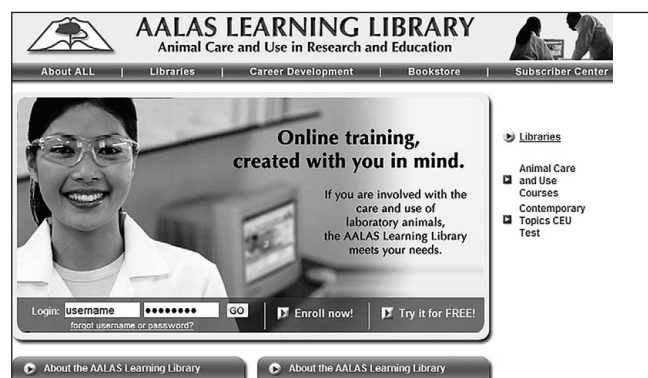 AALAS LEARNING LIBRARY
Animal Care and Use in Research and Education
About ALL | Libraries | Career Development | Bookstore | Subscriber Center
Online training,
created with you in mind.
If you are involved with the
care and use of
laboratory animals,
the AALAS Learning Library
meets your needs.
Login: username •••••••• GO
forgot username or password?
Enroll now!
Try it for FREE!
Libraries
Animal Care
and Use
Courses
Contemporary
Topics CEU
Test
About the AALAS Learning Library
About the AALAS Learning Library